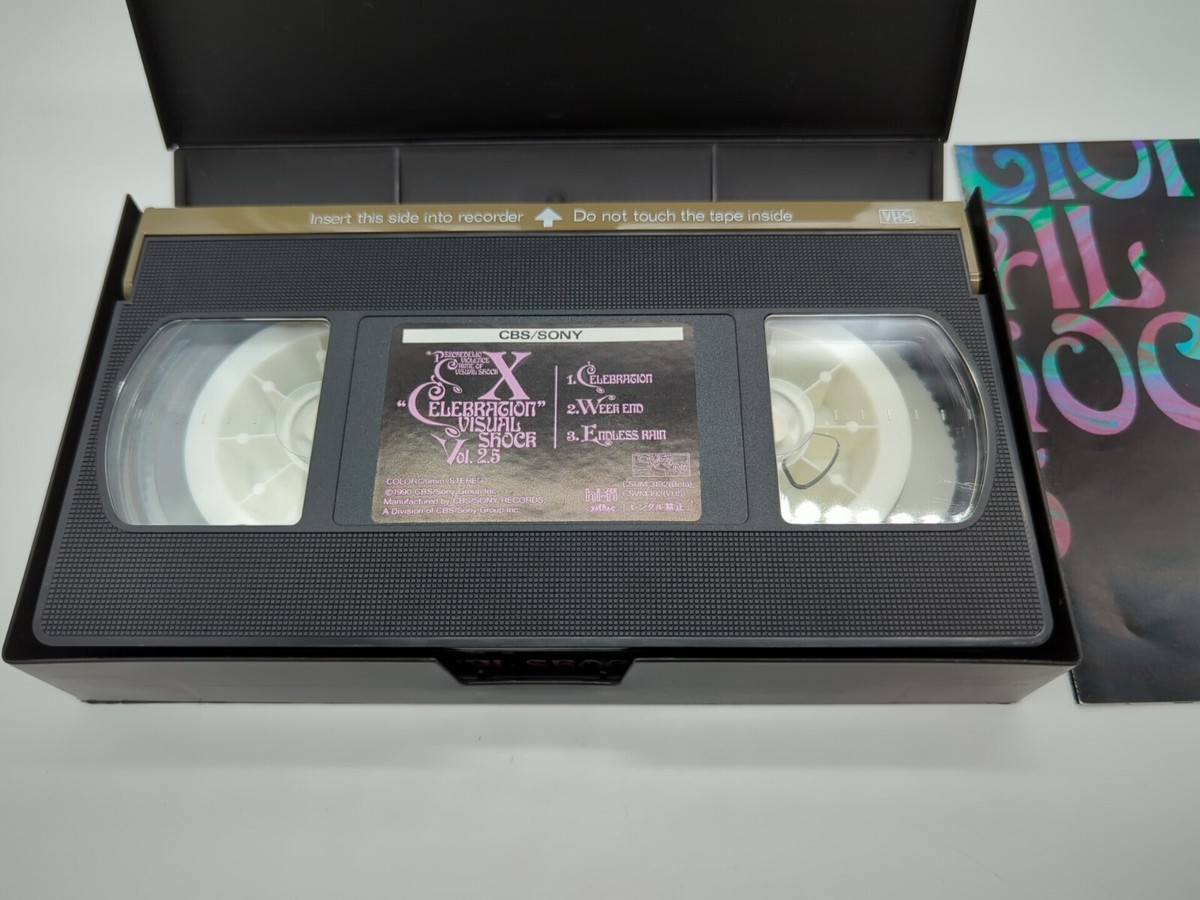 Insert this side into recorder Do not touch the tape inside VHS
CBS/SONY
PSYCHEDELIC
VIOLENCE
CRIME OF
VISUAL SHOCK
X
"CELEBRATION"
VISUAL
SHOCK
Vol. 2.5
1. CELEBRATION
2. WEEK END
3. ENDLESS RAIN
COLOR/20min/STEREO
©1990 CBS/Sony Group Inc.
Manufactured by CBS/SONY RECORDS
A Division of CBS/Sony Group Inc.
hi-fi
(Beta)
(VHS)
レンタル禁止